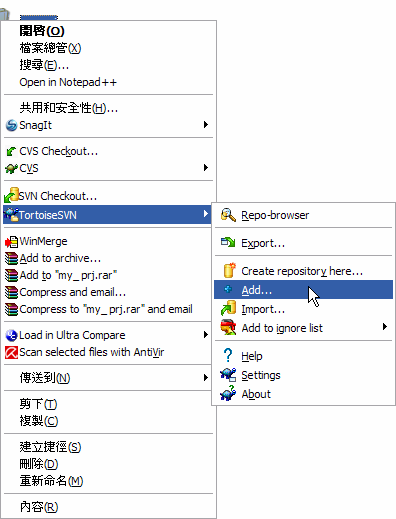 開啓(O)
檔案總管(X)
搜尋(E)...
Open in Notepad++
共用和安全性(H)...
SnagIt
CVS Checkout...
CVS
SVN Checkout...
TortoiseSVN
WinMerge
Add to archive...
Add to "my_prj.rar"
Compress and email...
Compress to "my_prj.rar" and email
Load in Ultra Compare
Scan selected files with AntiVir
傳送到(N)
剪下(T)
複製(C)
建立捷徑(S)
刪除(D)
重新命名(M)
內容(R)
Repo-browser
Export...
Create repository here...
Add...
Import...
Add to ignore list
Help
Settings
About